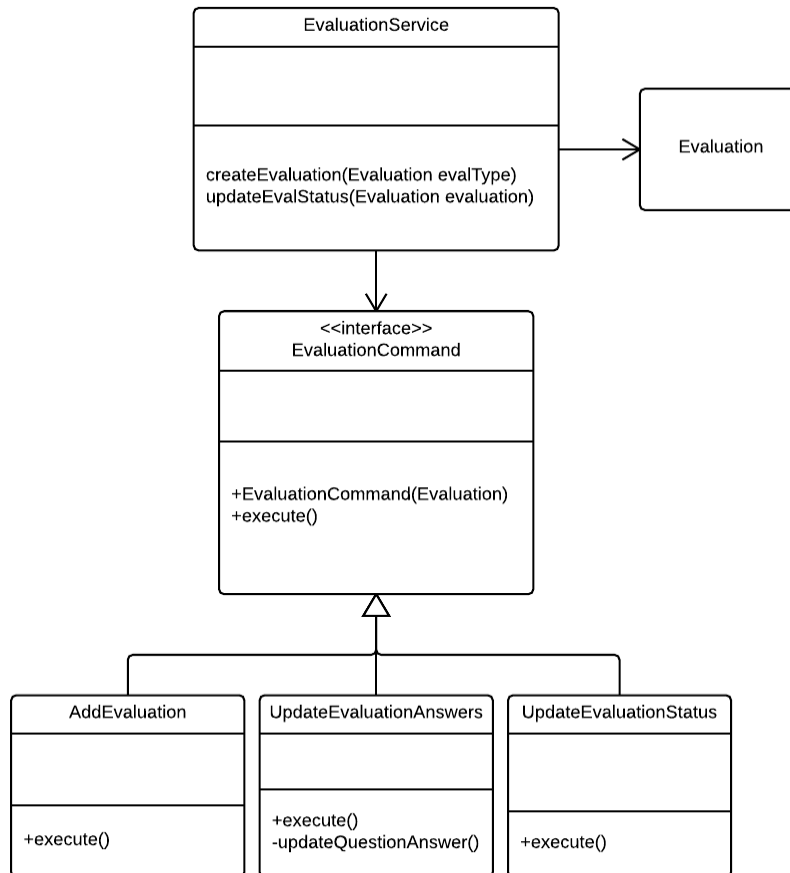 EvaluationService
createEvaluation(Evaluation evalType)
updateEvalStatus(Evaluation evaluation)
Evaluation
<<interface>>
EvaluationCommand
+EvaluationCommand(Evaluation)
+execute()
AddEvaluation
+execute()
UpdateEvaluationAnswers
+execute()
-updateQuestionAnswer()
UpdateEvaluationStatus
+execute()